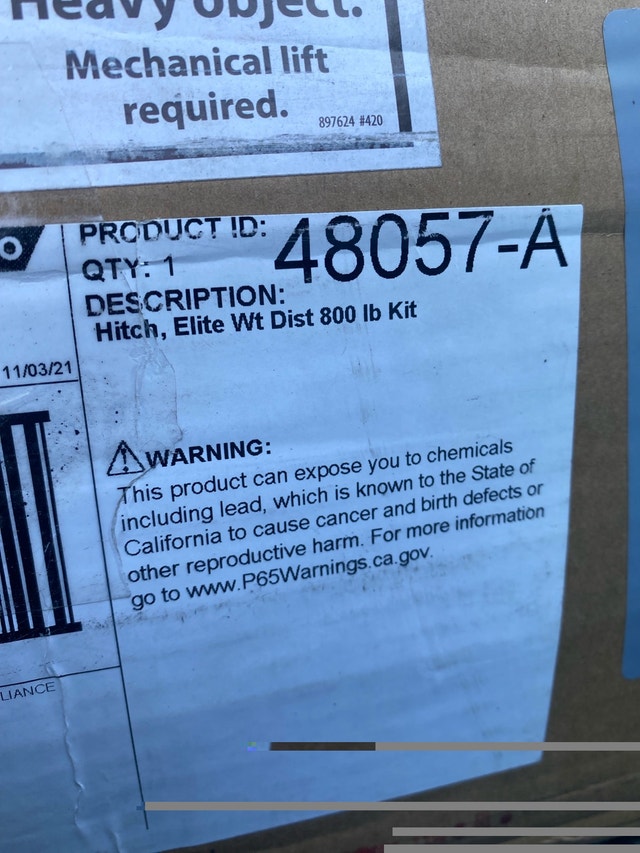 Heavy object.
Mechanical lift
required.
897624 #420
PRODUCT ID: 48057-A
QTY: 1
DESCRIPTION:
Hitch, Elite Wt Dist 800 lb Kit
11/03/21
WARNING:
This product can expose you to chemicals
including lead, which is known to the State of
California to cause cancer and birth defects or
other reproductive harm. For more information
go to www.P65Warnings.ca.gov.
LIANCE